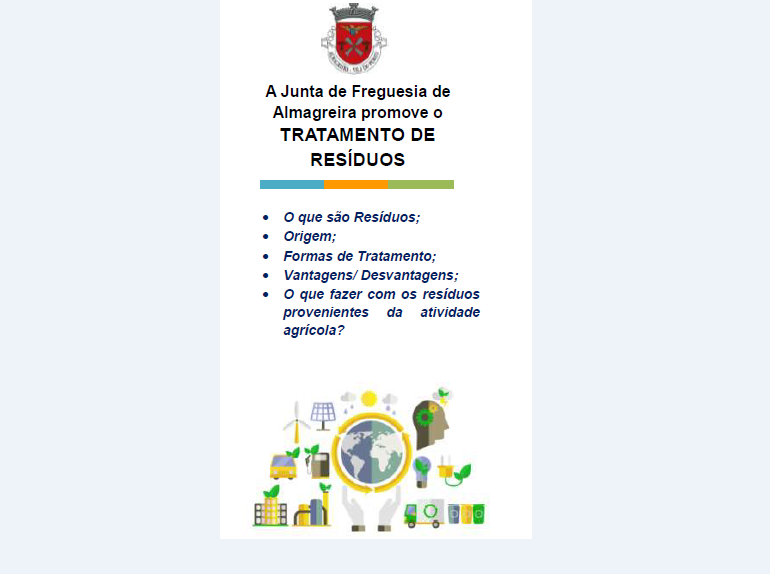 A Junta de Freguesia de
Almagreira promove o
TRATAMENTO DE
RESÍDUOS
• O que são Resíduos;
• Origem;
• Formas de Tratamento;
• Vantagens/ Desvantagens;
• O que fazer com os resíduos
provenientes da atividade
agrícola?